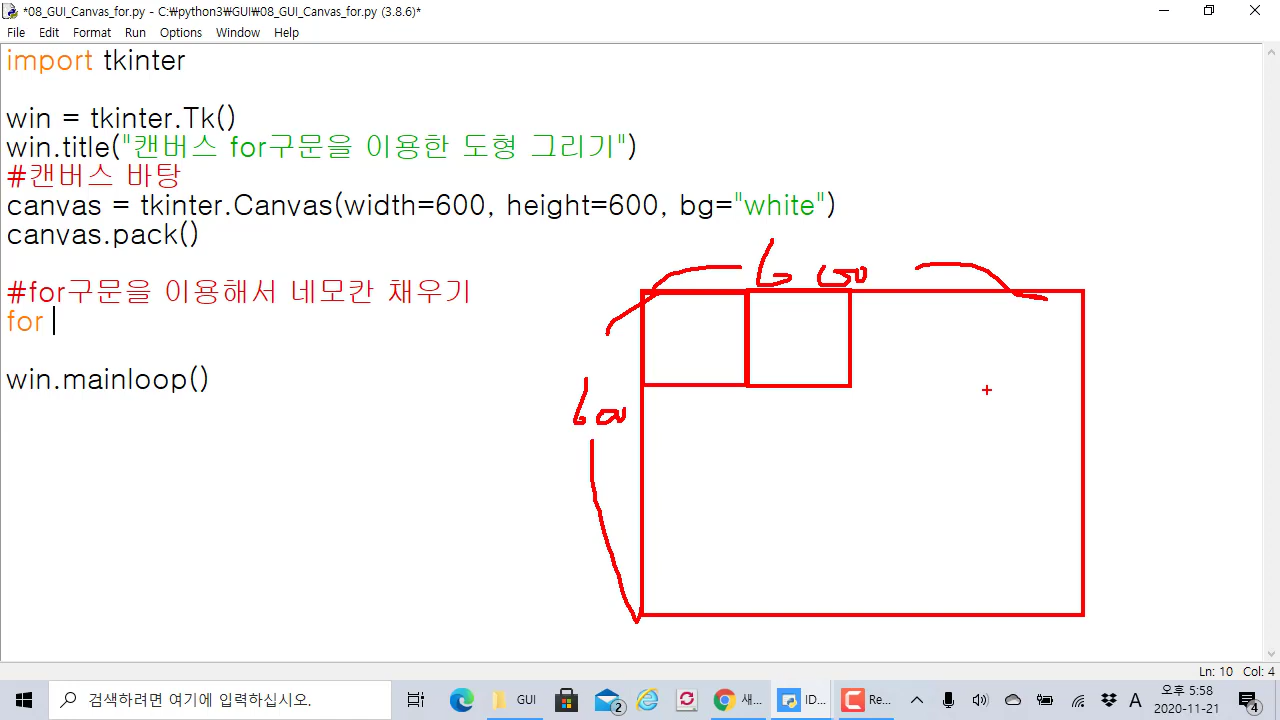 *08_GUI_Canvas_for.py - C:₩python3₩GUI₩08_GUI_Canvas_for.py (3.8.6)*
File Edit Format Run Options Window Help
import tkinter
win = tkinter.Tk()
win.title("캔버스 for구문을 이용한 도형 그리기")
#캔버스 바탕
canvas = tkinter.Canvas(width=600, height=600, bg="white")
canvas.pack()
#for구문을 이용해서 네모칸 채우기
for
win.mainloop()
600
Ln: 10 Col: 4
검색하려면 여기에 입력하십시오.
GUI
2
새...
ID...
Re...
A
오후 5:58
2020-11-21
4